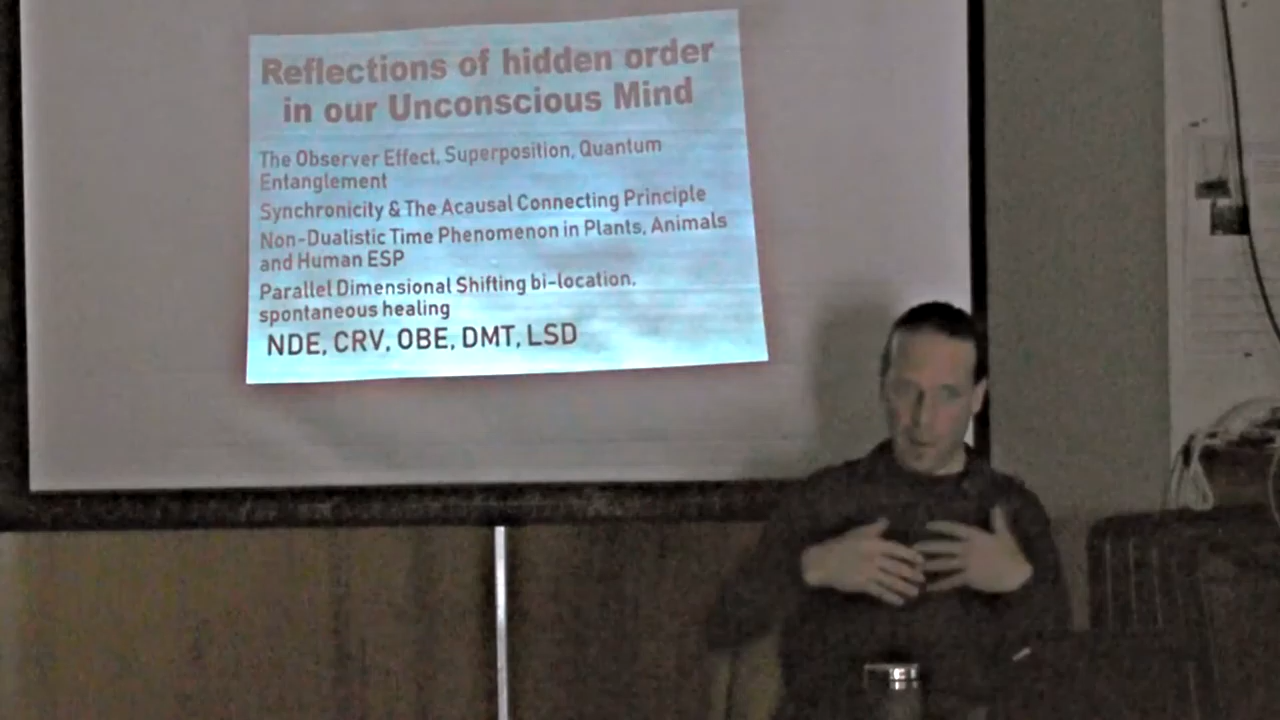 Reflections of hidden order
in our Unconscious Mind
The Observer Effect, Superposition, Quantum
Entanglement
Synchronicity & The Acausal Connecting Principle
Non-Dualistic Time Phenomenon in Plants, Animals
and Human ESP
Parallel Dimensional Shifting bi-location,
spontaneous healing
NDE, CRV, OBE, DMT, LSD